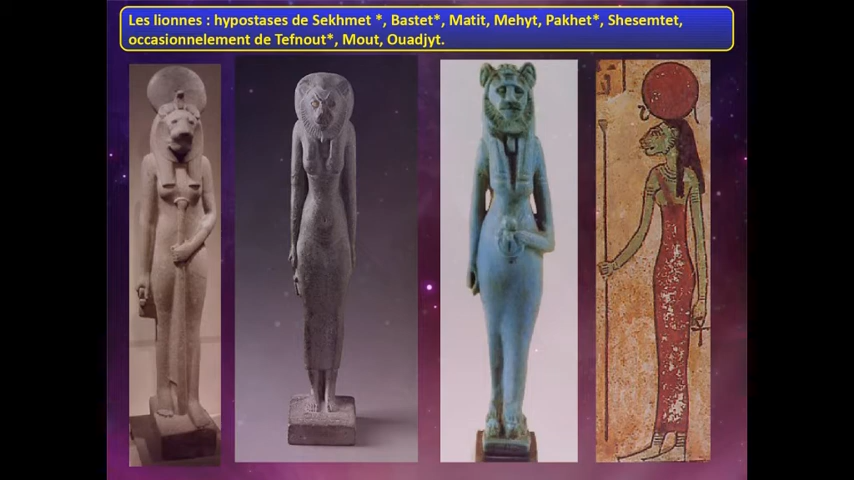 Les lionnes : hypostases de Sekhmet *, Bastet*, Matit, Mehyt, Pakhet*, Shesemtet,
occasionnelement de Tefnout*, Mout, Ouadjyt.